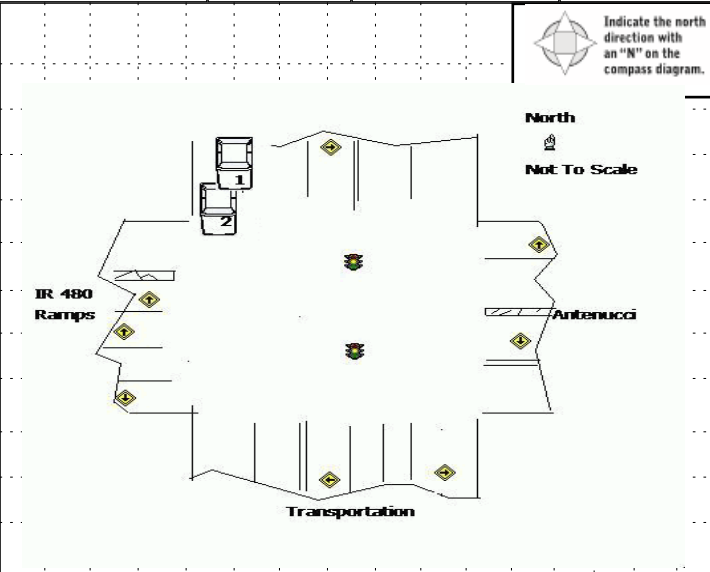 Indicate the north
direction with
an “N” on the
compass diagram.
North
Not To Scale
1
2
IR 480
Ramps
Antenucci
Transportation